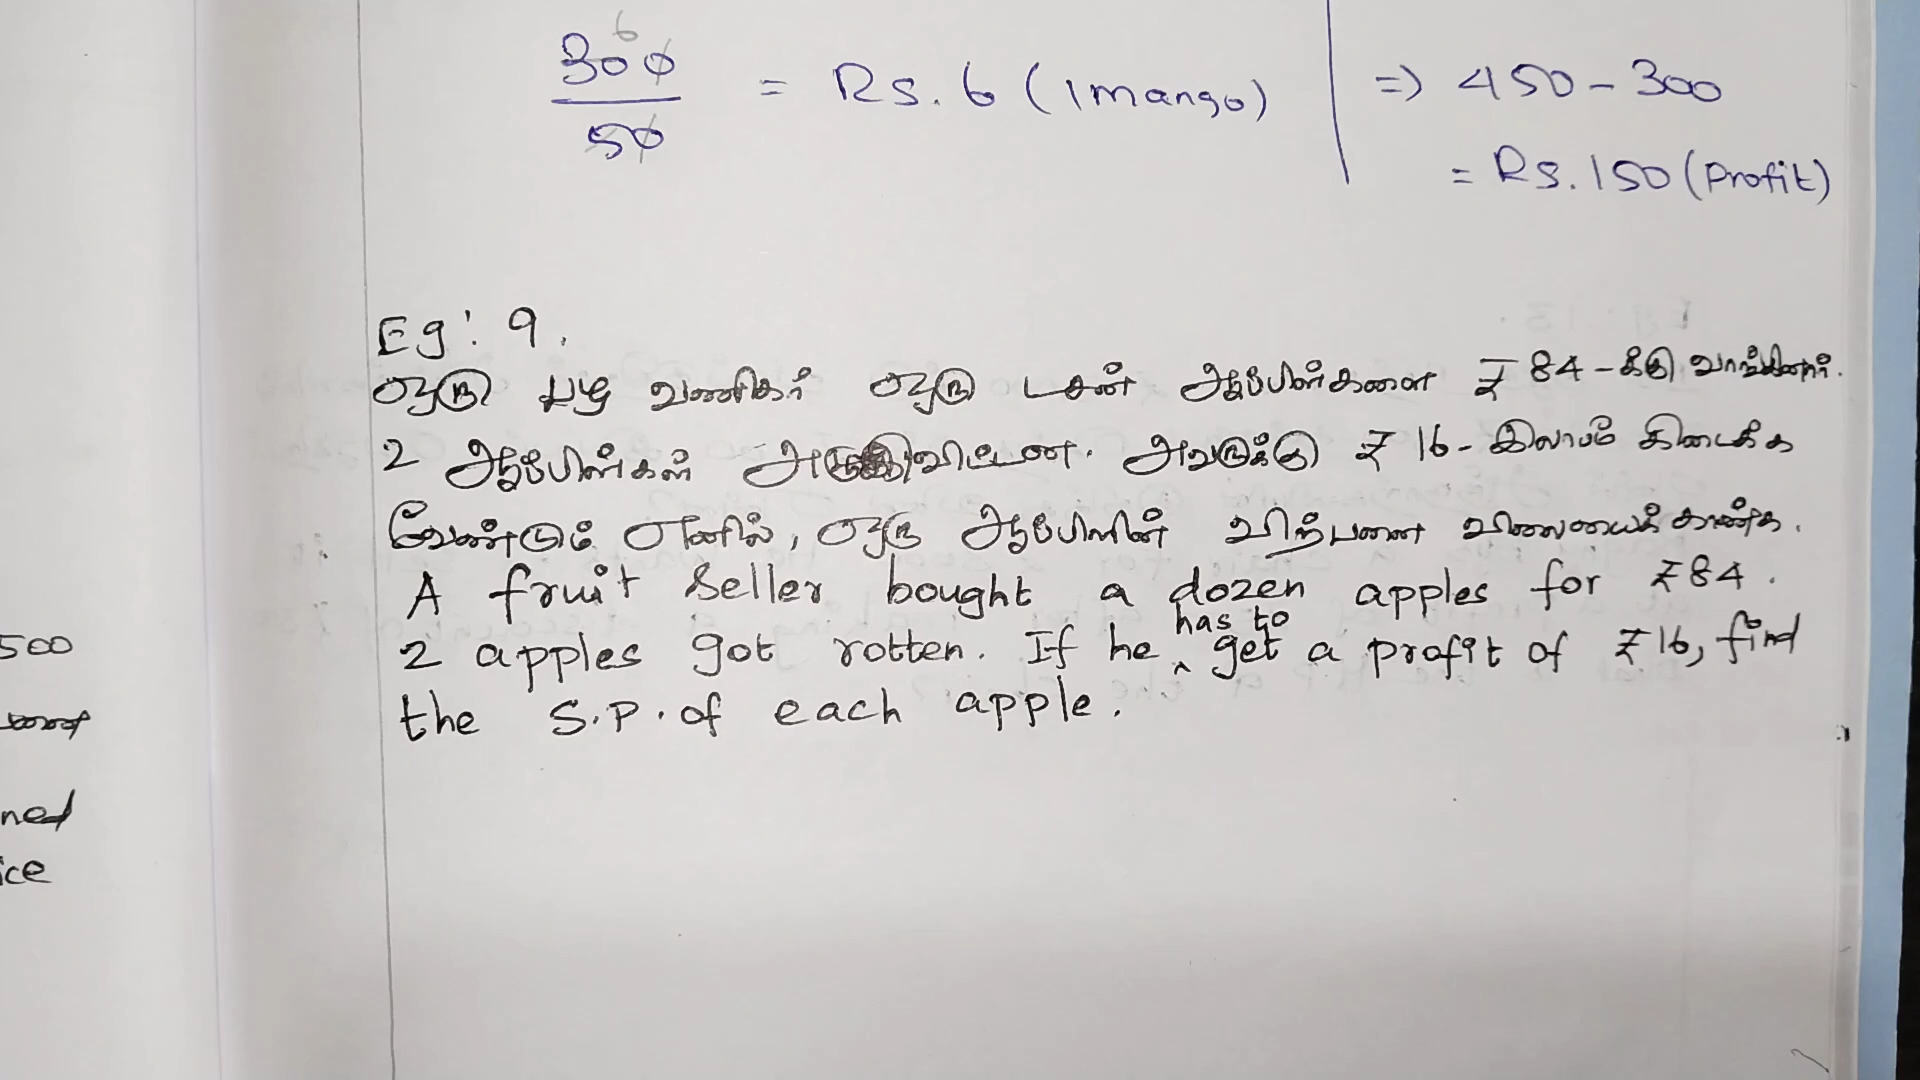 6
300/50 = Rs. 6 (1 mango)
=> 450 - 300
= Rs. 150 (Profit)
Eg: 9.
ஒரு பழ வணிகர் ஒரு டசன் ஆப்பிள்களை ₹ 84-க்கு வாங்கினார்.
2 ஆப்பிள்கள் அழுகிவிட்டன. அவருக்கு ₹ 16- இலாபம் கிடைக்க
வேண்டும் எனில், ஒரு ஆப்பிளின் விற்பனை விலையைக் காண்க.
A fruit seller bought a dozen apples for ₹84.
2 apples got rotten. If he has to get a profit of ₹16, find
the S.P. of each apple.
500
ned
ice